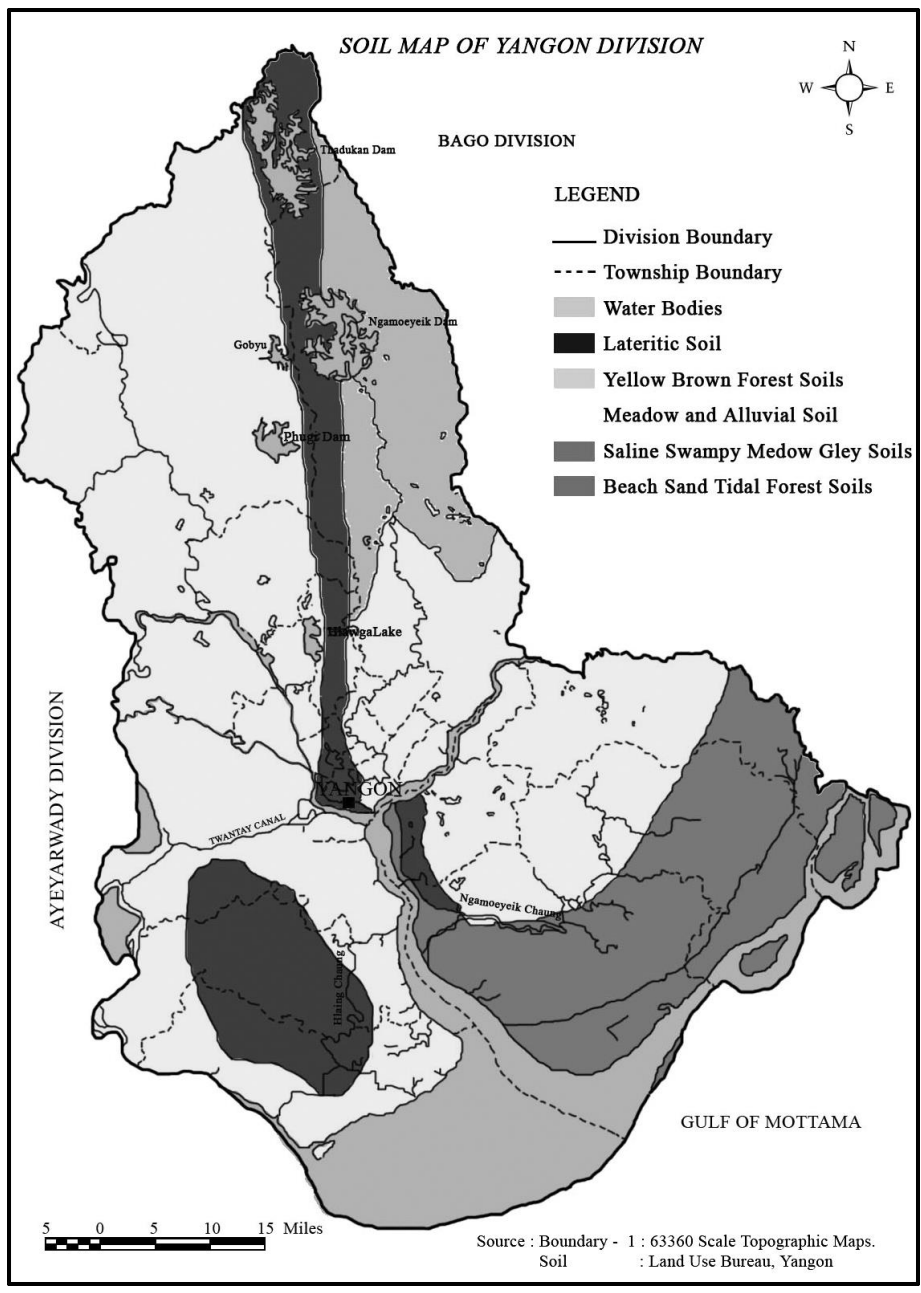 SOIL MAP OF YANGON DIVISION
N
W E
S
BAGO DIVISION
Thadukan Dam
LEGEND
Division Boundary
Township Boundary
Water Bodies
Lateritic Soil
Yellow Brown Forest Soils
Meadow and Alluvial Soil
Saline Swampy Medow Gley Soils
Beach Sand Tidal Forest Soils
Ngamoeyeik Dam
Gobyu
Phugi Dam
HlawgaLake
AYEYARWADY DIVISION
YANGON
TWANTAY CANAL
Ngamoeyeik Chaung
Hlaing Chaung
GULF OF MOTTAMA
5 0 5 10 15 Miles
Source : Boundary - 1 : 63360 Scale Topographic Maps.
Soil : Land Use Bureau, Yangon